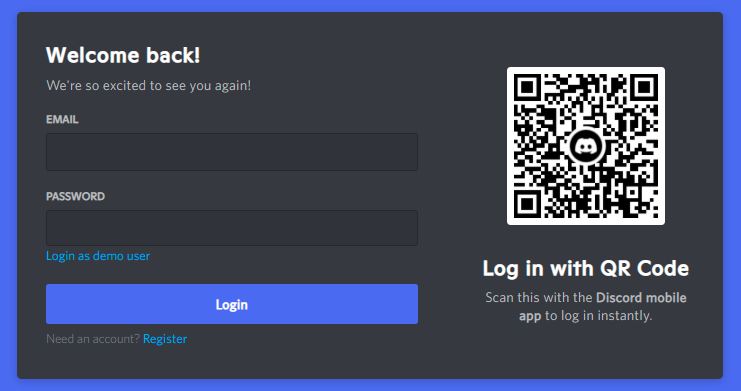 Welcome back!
We're so excited to see you again!
EMAIL
PASSWORD
Login as demo user
Login
Need an account? Register
Log in with QR Code
Scan this with the Discord mobile
app to log in instantly.